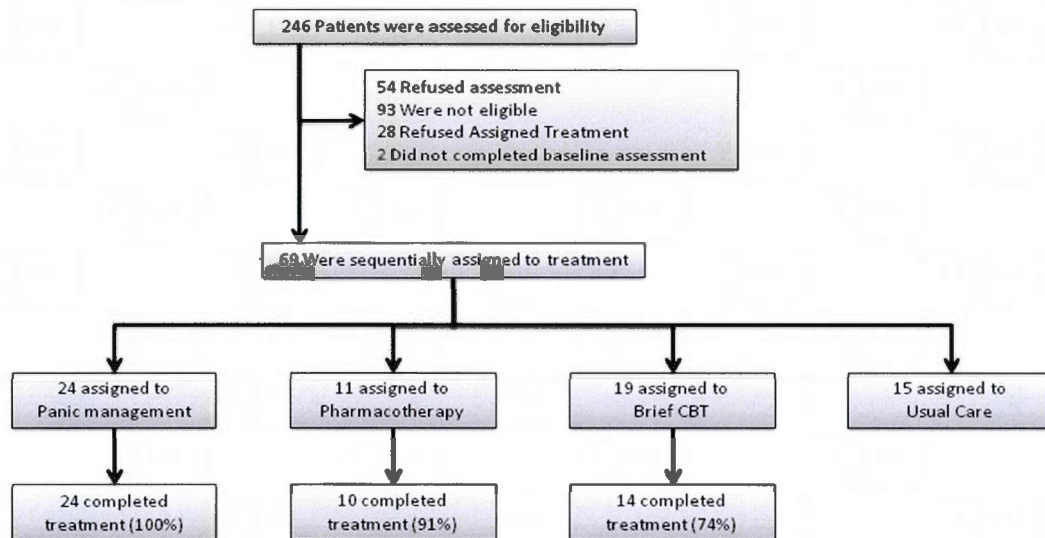 246 Patients were assessed for eligibility
54 Refused assessment
93 Were not eligible
28 Refused Assigned Treatment
2 Did not completed baseline assessment
69 Were sequentially assigned to treatment
24 assigned to
Panic management
11 assigned to
Pharmacotherapy
19 assigned to
Brief CBT
15 assigned to
Usual Care
24 completed
treatment (100%)
10 completed
treatment (91%)
14 completed
treatment (74%)